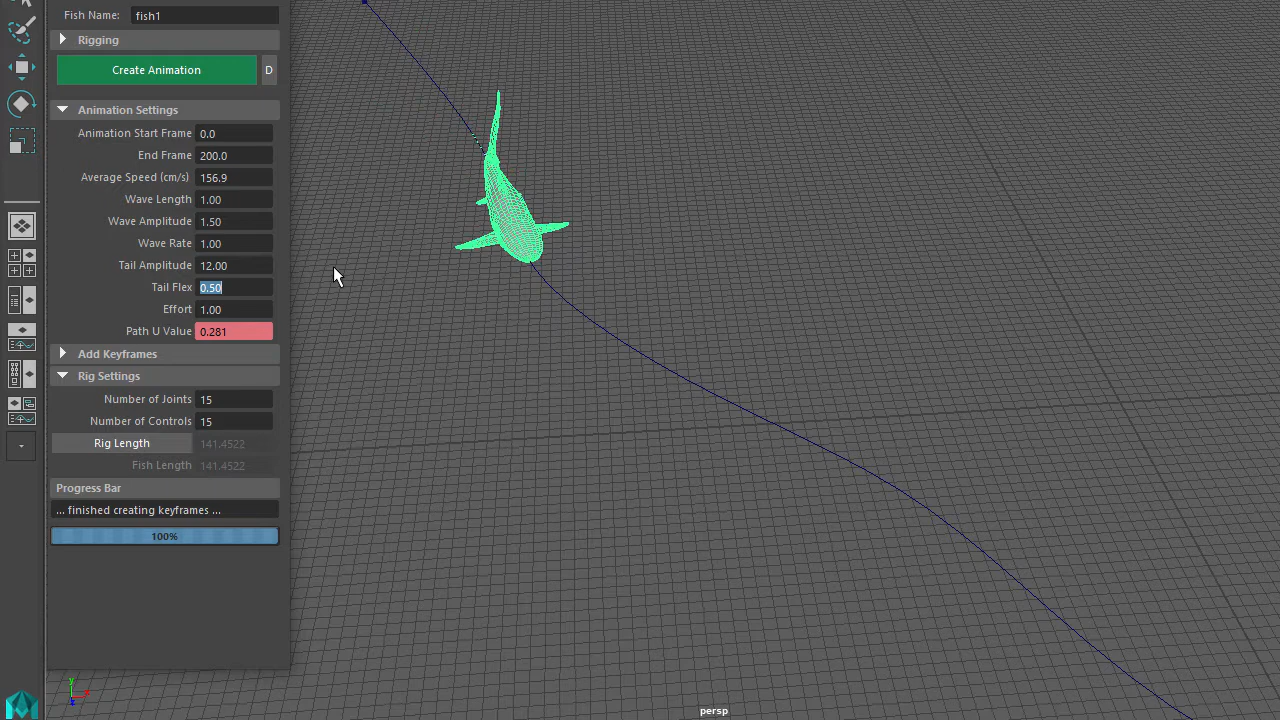 Fish Name: fish1
Rigging
Create Animation D
Animation Settings
Animation Start Frame 0.0
End Frame 200.0
Average Speed (cm/s) 156.9
Wave Length 1.00
Wave Amplitude 1.50
Wave Rate 1.00
Tail Amplitude 12.00
Tail Flex 0.50
Effort 1.00
Path U Value 0.281
Add Keyframes
Rig Settings
Number of Joints 15
Number of Controls 15
Rig Length 141.4522
Fish Length 141.4522
Progress Bar
... finished creating keyframes ...
100%
y
x
z
persp